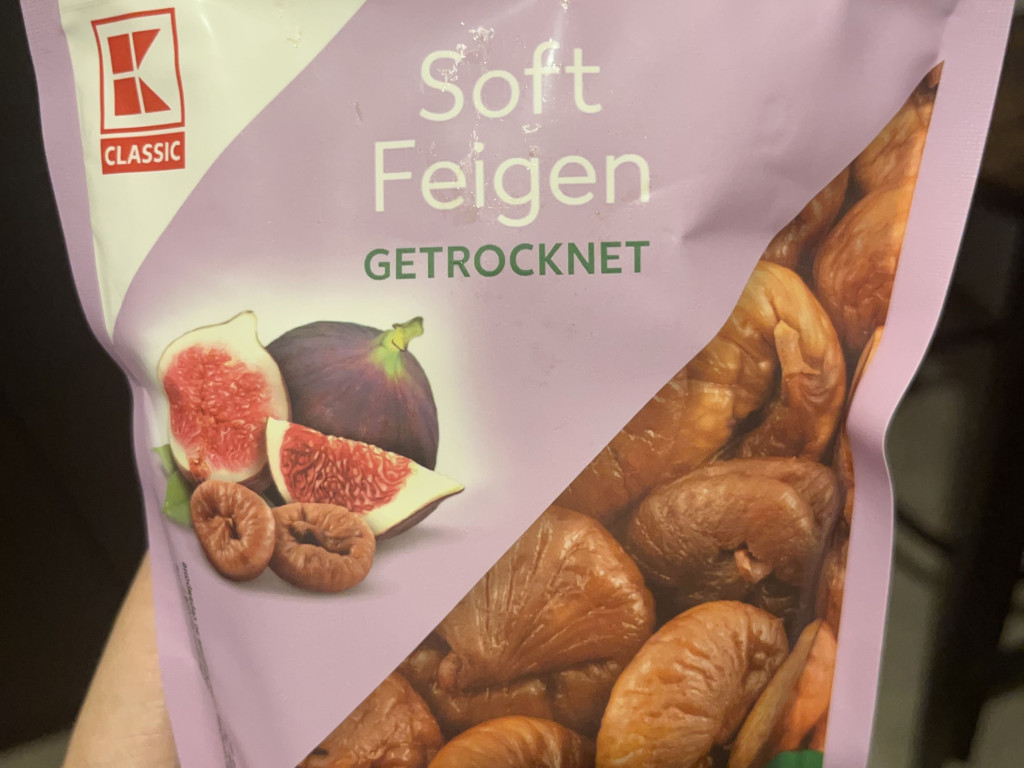 K
CLASSIC
Soft
Feigen
GETROCKNET